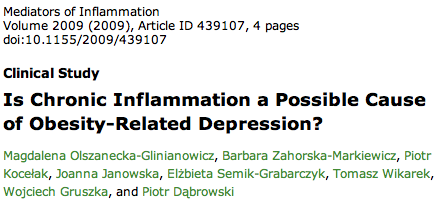 Mediators of Inflammation
Volume 2009 (2009), Article ID 439107, 4 pages
doi:10.1155/2009/439107
Clinical Study
Is Chronic Inflammation a Possible Cause
of Obesity-Related Depression?
Magdalena Olszanecka-Glinianowicz, Barbara Zahorska-Markiewicz, Piotr
Kocełak, Joanna Janowska, Elżbieta Semik-Grabarczyk, Tomasz Wikarek,
Wojciech Gruszka, and Piotr Dąbrowski